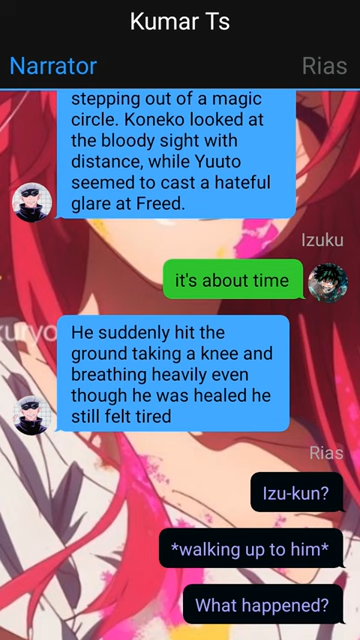 Kumar Ts
Narrator
Rias
stepping out of a magic
circle. Koneko looked at
the bloody sight with
distance, while Yuuto
seemed to cast a hateful
glare at Freed.
Izuku
it's about time
kuryo
He suddenly hit the
ground taking a knee and
breathing heavily even
though he was healed he
still felt tired
Rias
Izu-kun?
*walking up to him*
What happened?